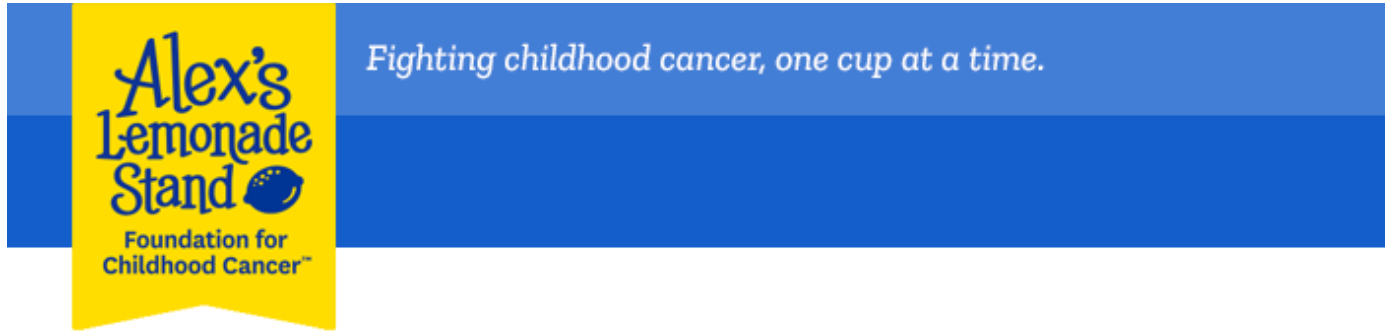 Alex's
Lemonade
Stand
Foundation for
Childhood Cancer™
Fighting childhood cancer, one cup at a time.